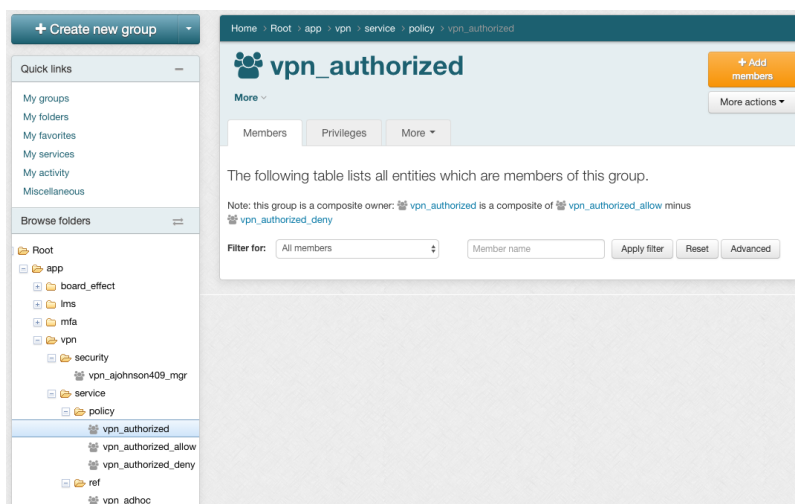 + Create new group
Quick links
My groups
My folders
My favorites
My services
My activity
Miscellaneous
Browse folders
Root
app
board_effect
lms
mfa
vpn
security
vpn_ajohnson409_mgr
service
policy
vpn_authorized
vpn_authorized_allow
vpn_authorized_deny
ref
vpn_adhoc
Home > Root > app > vpn > service > policy > vpn_authorized
vpn_authorized
More
+ Add
members
More actions
Members Privileges More
The following table lists all entities which are members of this group.
Note: this group is a composite owner: vpn_authorized is a composite of vpn_authorized_allow minus
vpn_authorized_deny
Filter for: All members Member name Apply filter Reset Advanced